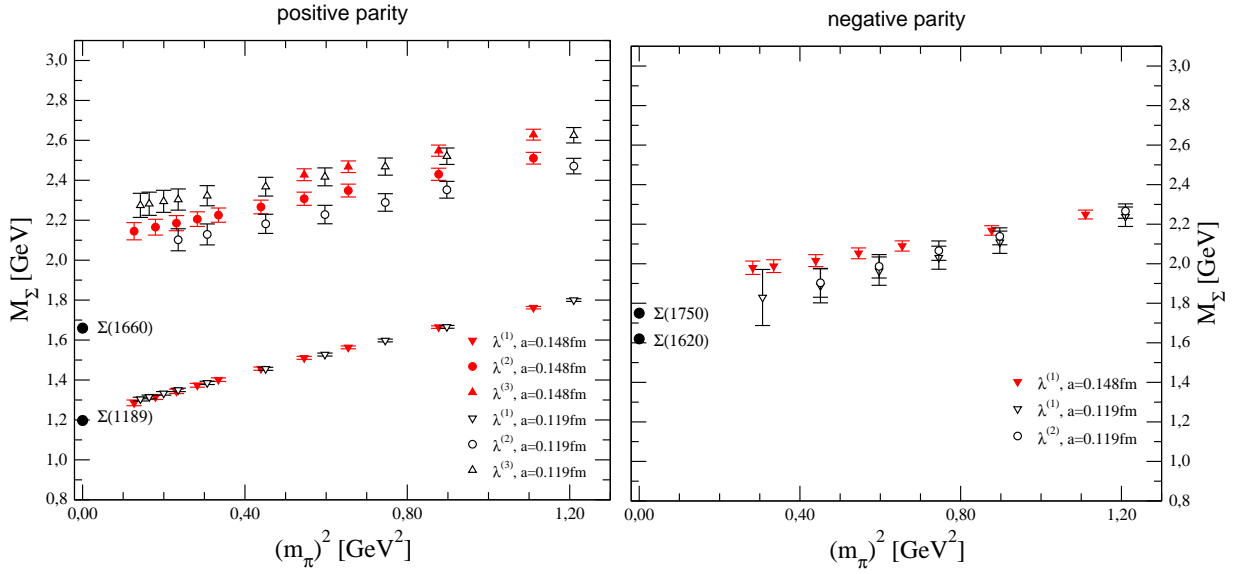 positive parity
3,0
2,8
2,6
2,4
2,2
2,0
1,8
1,6
1,4
1,2
1,0
0,8
M_Σ [GeV]
Σ(1660)
Σ(1189)
λ^(1), a=0.148fm
λ^(2), a=0.148fm
λ^(3), a=0.148fm
λ^(1), a=0.119fm
λ^(2), a=0.119fm
λ^(3), a=0.119fm
0,00 0,40 0,80 1,20
(m_π)^2 [GeV^2]
negative parity
3,0
2,8
2,6
2,4
2,2
2,0
1,8
1,6
1,4
1,2
1,0
0,8
M_Σ [GeV]
Σ(1750)
Σ(1620)
λ^(1), a=0.148fm
λ^(1), a=0.119fm
λ^(2), a=0.119fm
0,00 0,40 0,80 1,20
(m_π)^2 [GeV^2]